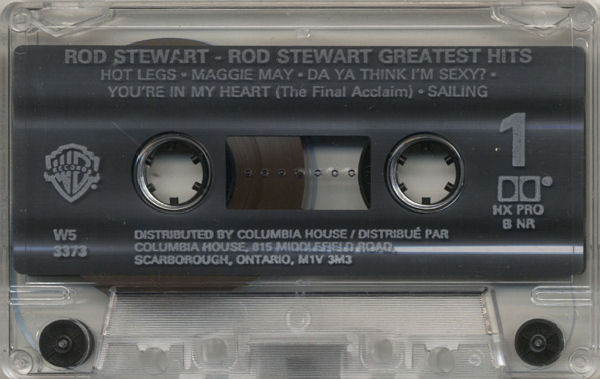 ROD STEWART - ROD STEWART GREATEST HITS
HOT LEGS • MAGGIE MAY • DA YA THINK I'M SEXY? •
YOU'RE IN MY HEART (The Final Acclaim) • SAILING
1
WB
RECORDS
HX PRO
B NR
W5
3373
DISTRIBUTED BY COLUMBIA HOUSE / DISTRIBUÉ PAR
COLUMBIA HOUSE, 815 MIDDLEFIELD ROAD,
SCARBOROUGH, ONTARIO, M1V 3M3